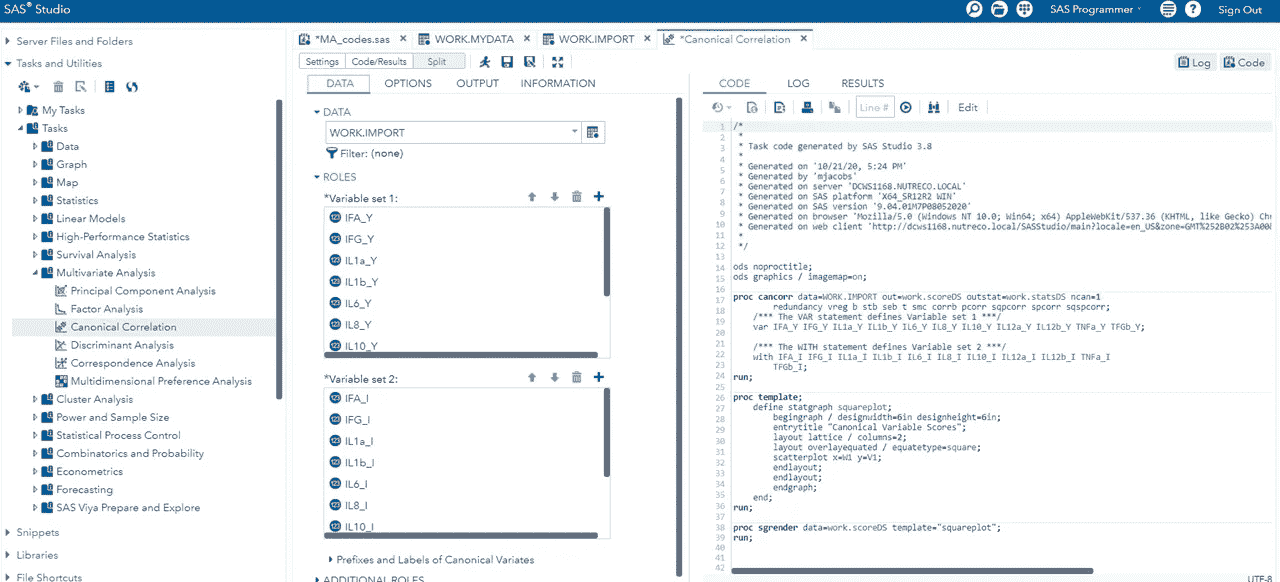 SAS® Studio
SAS Programmer
Sign Out
Server Files and Folders
Tasks and Utilities
My Tasks
Tasks
Data
Graph
Map
Statistics
Linear Models
High-Performance Statistics
Survival Analysis
Multivariate Analysis
Principal Component Analysis
Factor Analysis
Canonical Correlation
Discriminant Analysis
Correspondence Analysis
Multidimensional Preference Analysis
Cluster Analysis
Power and Sample Size
Statistical Process Control
Combinatorics and Probability
Econometrics
Forecasting
SAS Viya Prepare and Explore
Snippets
Libraries
File Shortcuts
*MA_codes.sas × WORK.MYDATA × WORK.IMPORT × *Canonical Correlation ×
Settings Code/Results Split
DATA OPTIONS OUTPUT INFORMATION
DATA
WORK.IMPORT
Filter: (none)
ROLES
*Variable set 1:
123 IFA_Y
123 IFG_Y
123 IL1a_Y
123 IL1b_Y
123 IL6_Y
123 IL8_Y
123 IL10_Y
*Variable set 2:
123 IFA_I
123 IFG_I
123 IL1a_I
123 IL1b_I
123 IL6_I
123 IL8_I
123 IL10_I
Prefixes and Labels of Canonical Variates
ADDITIONAL ROLES
Log Code
CODE LOG RESULTS
Line # Edit
1 /*
2 *
3 * Task code generated by SAS Studio 3.8
4 *
5 * Generated on '10/21/20, 5:24 PM'
6 * Generated by 'mjacobs'
7 * Generated on server 'DCWS1168.NUTRECO.LOCAL'
8 * Generated on SAS platform 'X64_SR12R2 WIN'
9 * Generated on SAS version '9.04.01M7P08052020'
10 * Generated on browser 'Mozilla/5.0 (Windows NT 10.0; Win64; x64) AppleWebKit/537.36 (KHTML, like Gecko) Chr
11 * Generated on web client 'http://dcws1168.nutreco.local/SASStudio/main?locale=en_US&zone=GMT%252B02%253A00&
12 *
13 */
14
15 ods noproctitle;
16 ods graphics / imagemap=on;
17
18 proc cancorr data=WORK.IMPORT out=work.scoreDS outstat=work.statsDS ncan=1
19 redundancy vreg b stb seb t smc corrb pcorr sqpcorr spcorr sqspcorr;
20 /*** The VAR statement defines Variable set 1 ***/
21 var IFA_Y IFG_Y IL1a_Y IL1b_Y IL6_Y IL8_Y IL10_Y IL12a_Y IL12b_Y TNFa_Y TFGb_Y;
22
23 /*** The WITH statement defines Variable set 2 ***/
with IFA_I IFG_I IL1a_I IL1b_I IL6_I IL8_I IL10_I IL12a_I IL12b_I TNFa_I
TFGb_I;
24 run;
25
26 proc template;
27 define statgraph squareplot;
28 begingraph / designwidth=6in designheight=6in;
29 entrytitle "Canonical Variable Scores";
30 layout lattice / columns=2;
31 layout overlayequated / equatetype=square;
32 scatterplot x=W1 y=V1;
33 endlayout;
34 endlayout;
35 endgraph;
36 end;
run;
37
38 proc sgrender data=work.scoreDS template="squareplot";
39 run;
40
41
42
UTF-8